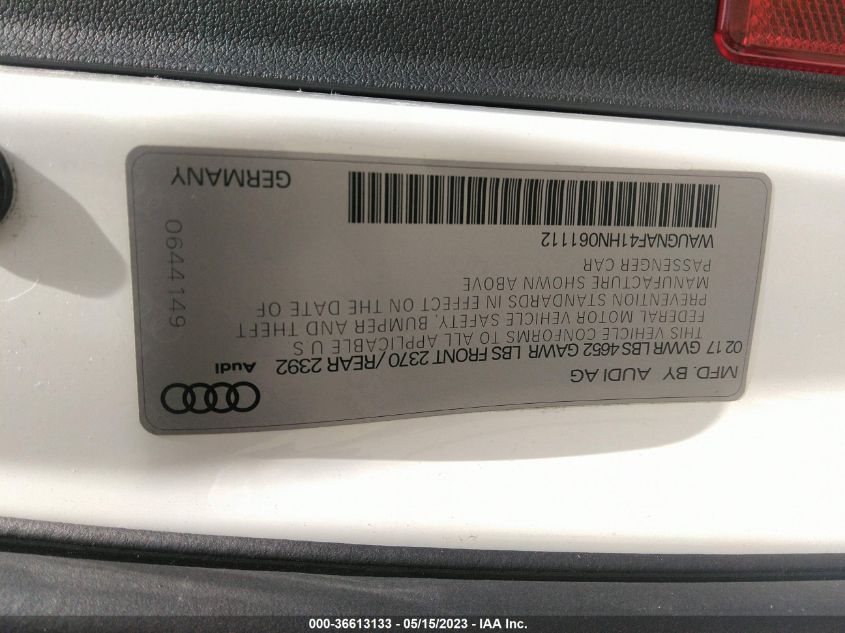 MFD. BY AUDI AG
Audi
0217 GVWR LBS 4652 GAWR LBS FRONT 2370/REAR 2392
THIS VEHICLE CONFORMS TO ALL APPLICABLE U S
FEDERAL MOTOR VEHICLE SAFETY, BUMPER AND THEFT
PREVENTION STANDARDS IN EFFECT ON THE DATE OF
MANUFACTURE SHOWN ABOVE
PASSENGER CAR
WAUGNAF41HN061112
0644149
GERMANY
000-36613133 - 05/15/2023 - IAA Inc.